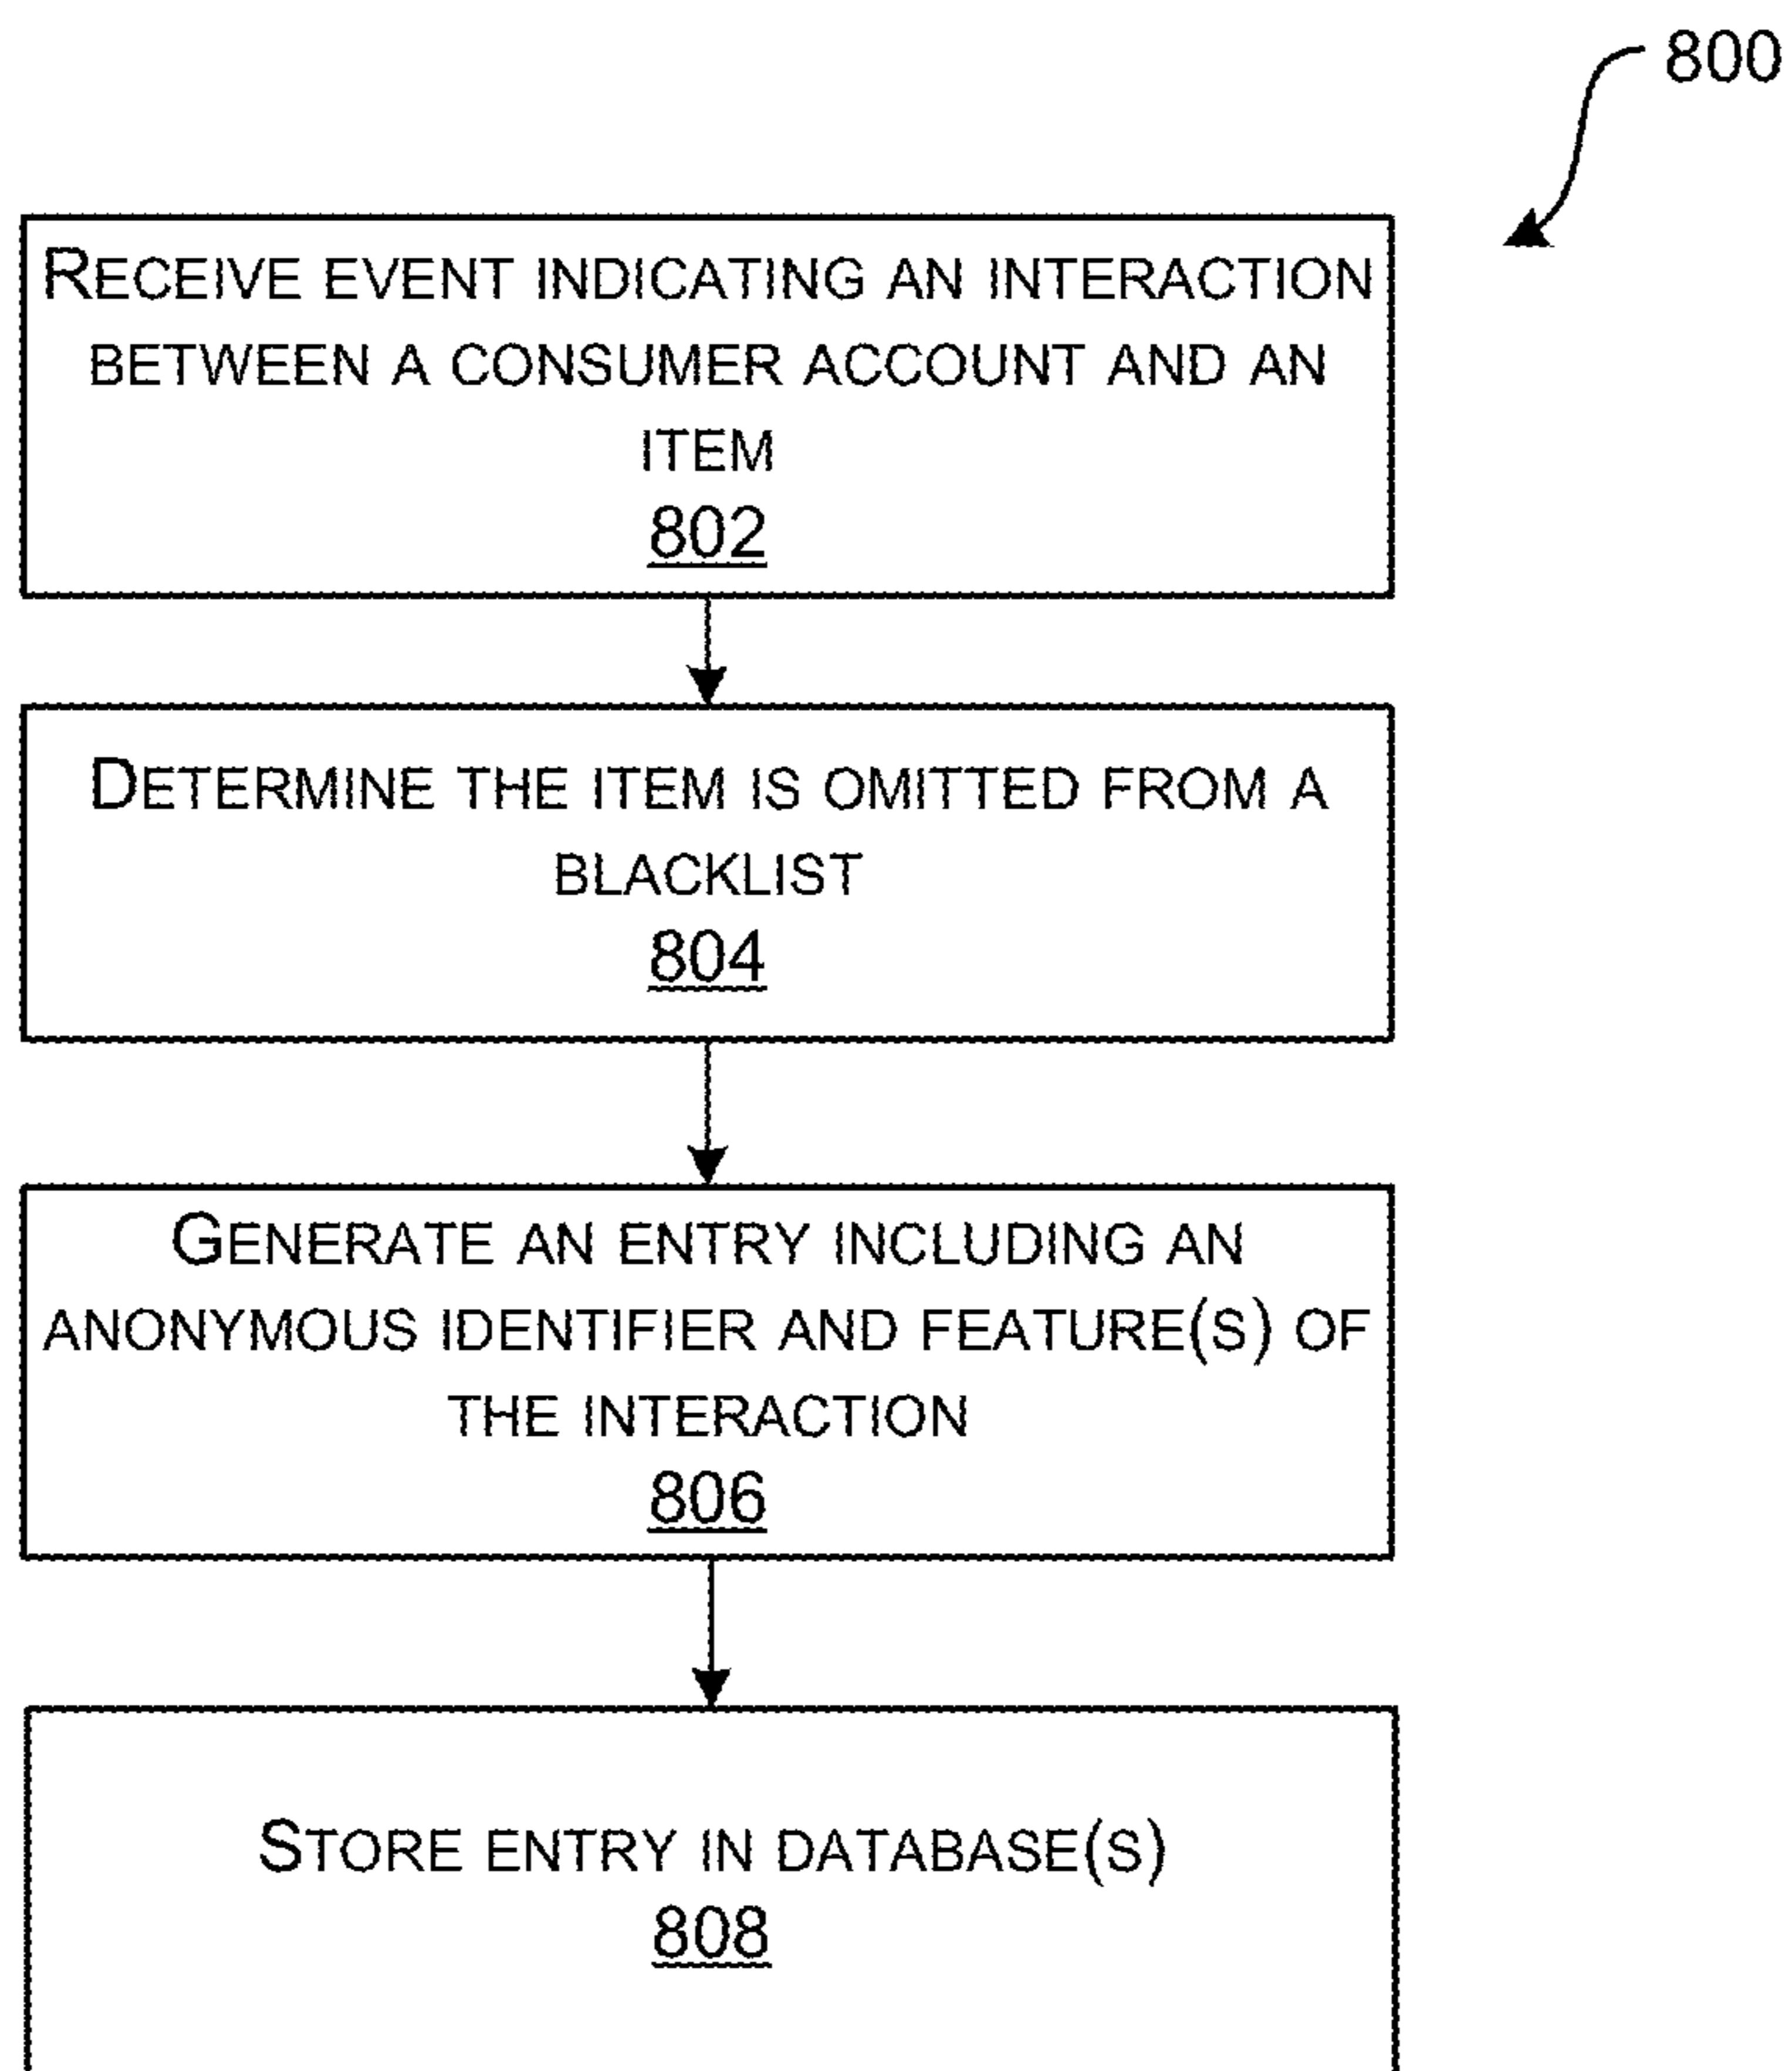 800
RECEIVE EVENT INDICATING AN INTERACTION
BETWEEN A CONSUMER ACCOUNT AND AN
ITEM
802
DETERMINE THE ITEM IS OMITTED FROM A
BLACKLIST
804
GENERATE AN ENTRY INCLUDING AN
ANONYMOUS IDENTIFIER AND FEATURE(S) OF
THE INTERACTION
806
STORE ENTRY IN DATABASE(S)
808